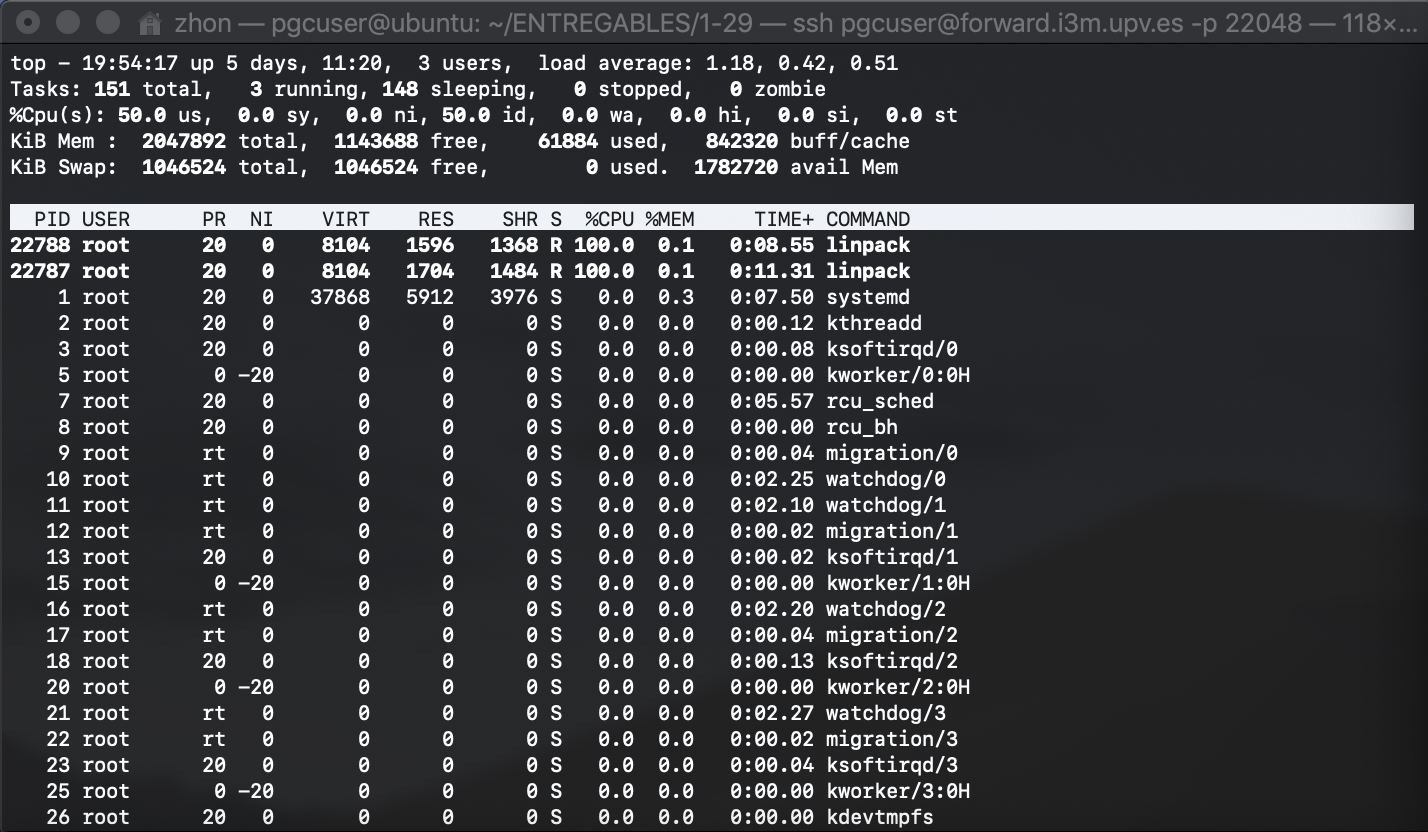 zhon — pgcuser@ubuntu: ~/ENTREGABLES/1-29 — ssh pgcuser@forward.i3m.upv.es -p 22048 — 118×...
top - 19:54:17 up 5 days, 11:20,  3 users,  load average: 1.18, 0.42, 0.51
Tasks: 151 total,   3 running, 148 sleeping,   0 stopped,   0 zombie
%Cpu(s): 50.0 us,  0.0 sy,  0.0 ni, 50.0 id,  0.0 wa,  0.0 hi,  0.0 si,  0.0 st
KiB Mem :  2047892 total,  1143688 free,    61884 used,   842320 buff/cache
KiB Swap:  1046524 total,  1046524 free,        0 used.  1782720 avail Mem
  PID USER      PR  NI    VIRT    RES    SHR S  %CPU %MEM     TIME+ COMMAND
22788 root      20   0    8104   1596   1368 R 100.0  0.1   0:08.55 linpack
22787 root      20   0    8104   1704   1484 R 100.0  0.1   0:11.31 linpack
    1 root      20   0   37868   5912   3976 S   0.0  0.3   0:07.50 systemd
    2 root      20   0       0      0      0 S   0.0  0.0   0:00.12 kthreadd
    3 root      20   0       0      0      0 S   0.0  0.0   0:00.08 ksoftirqd/0
    5 root       0 -20       0      0      0 S   0.0  0.0   0:00.00 kworker/0:0H
    7 root      20   0       0      0      0 S   0.0  0.0   0:05.57 rcu_sched
    8 root      20   0       0      0      0 S   0.0  0.0   0:00.00 rcu_bh
    9 root      rt   0       0      0      0 S   0.0  0.0   0:00.04 migration/0
   10 root      rt   0       0      0      0 S   0.0  0.0   0:02.25 watchdog/0
   11 root      rt   0       0      0      0 S   0.0  0.0   0:02.10 watchdog/1
   12 root      rt   0       0      0      0 S   0.0  0.0   0:00.02 migration/1
   13 root      20   0       0      0      0 S   0.0  0.0   0:00.02 ksoftirqd/1
   15 root       0 -20       0      0      0 S   0.0  0.0   0:00.00 kworker/1:0H
   16 root      rt   0       0      0      0 S   0.0  0.0   0:02.20 watchdog/2
   17 root      rt   0       0      0      0 S   0.0  0.0   0:00.04 migration/2
   18 root      20   0       0      0      0 S   0.0  0.0   0:00.13 ksoftirqd/2
   20 root       0 -20       0      0      0 S   0.0  0.0   0:00.00 kworker/2:0H
   21 root      rt   0       0      0      0 S   0.0  0.0   0:02.27 watchdog/3
   22 root      rt   0       0      0      0 S   0.0  0.0   0:00.02 migration/3
   23 root      20   0       0      0      0 S   0.0  0.0   0:00.04 ksoftirqd/3
   25 root       0 -20       0      0      0 S   0.0  0.0   0:00.00 kworker/3:0H
   26 root      20   0       0      0      0 S   0.0  0.0   0:00.00 kdevtmpfs